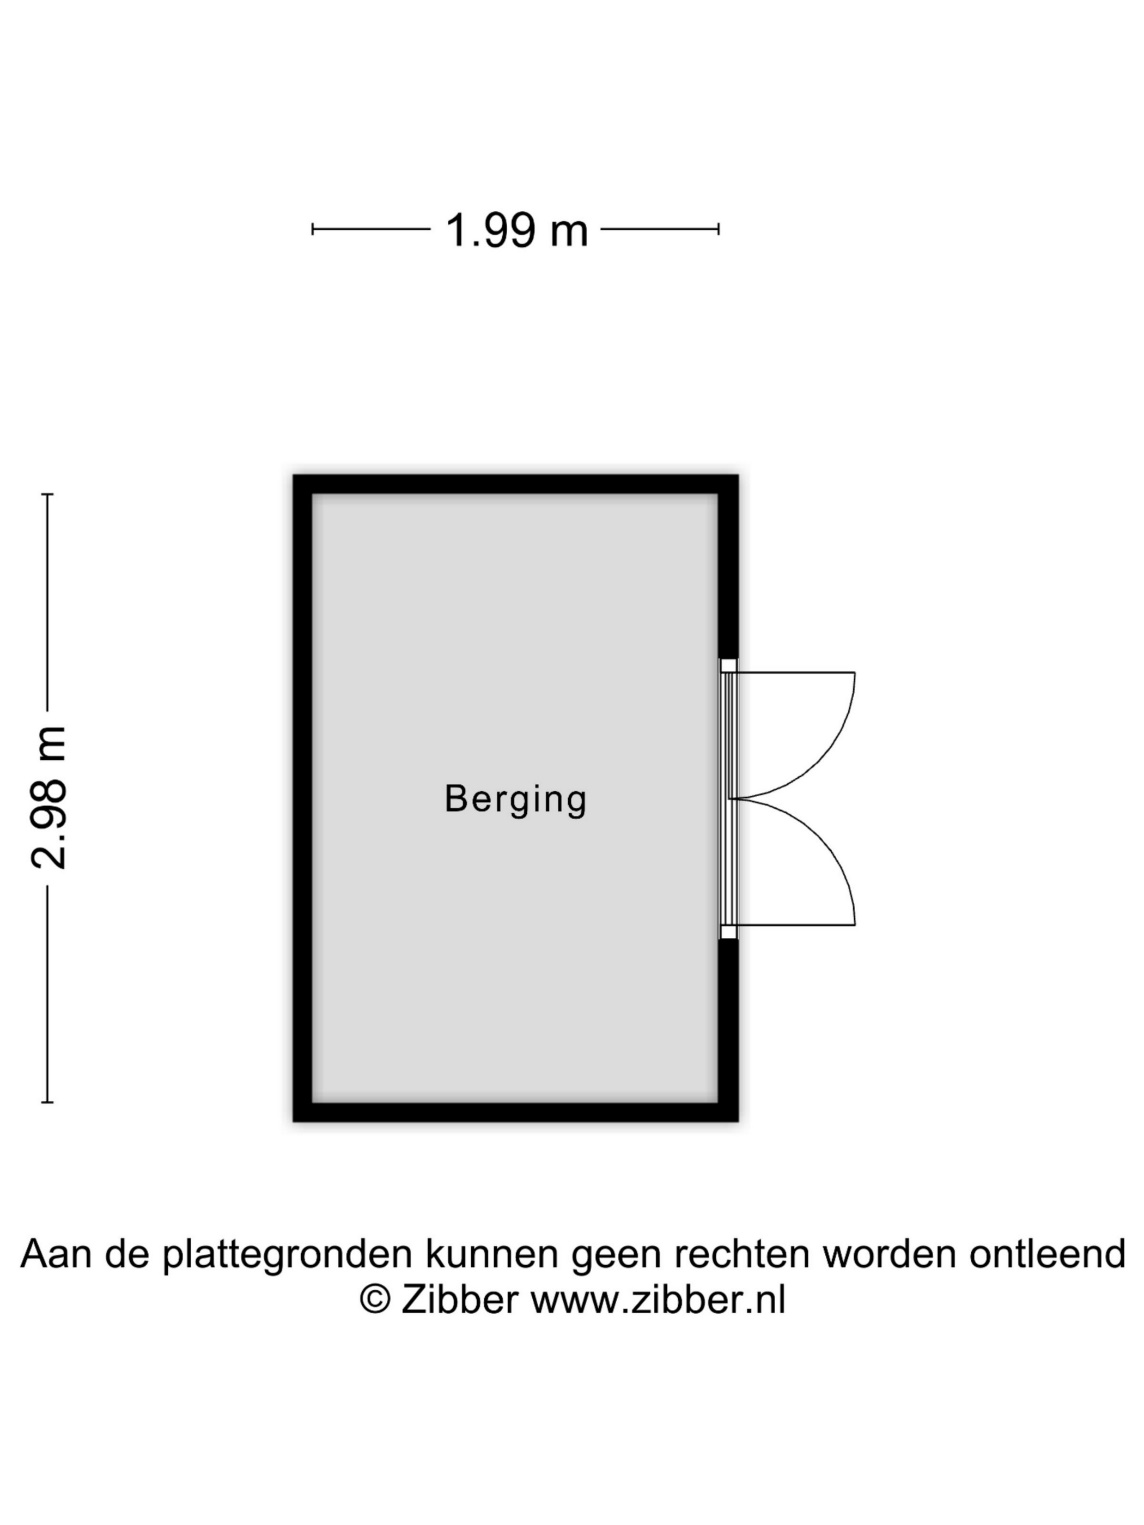 1.99 m
2.98 m
Berging
Aan de plattegronden kunnen geen rechten worden ontleend
© Zibber www.zibber.nl